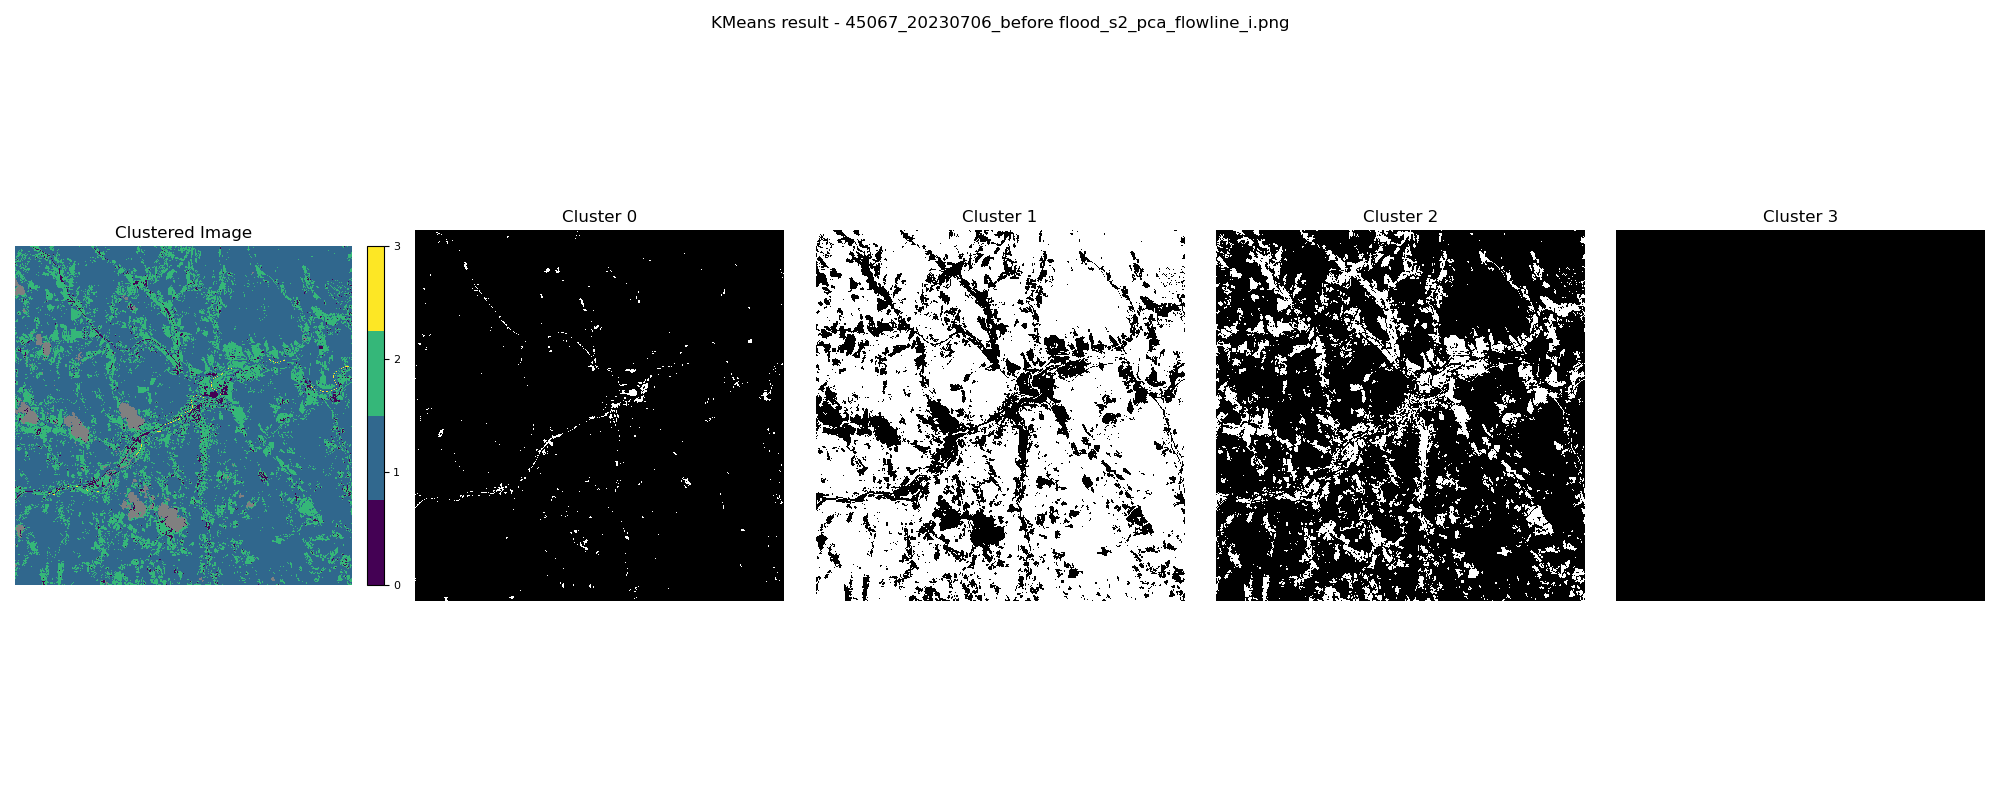 KMeans result - 45067_20230706_before flood_s2_pca_flowline_i.png
Clustered Image
Cluster 0
Cluster 1
Cluster 2
Cluster 3
3
2
1
0